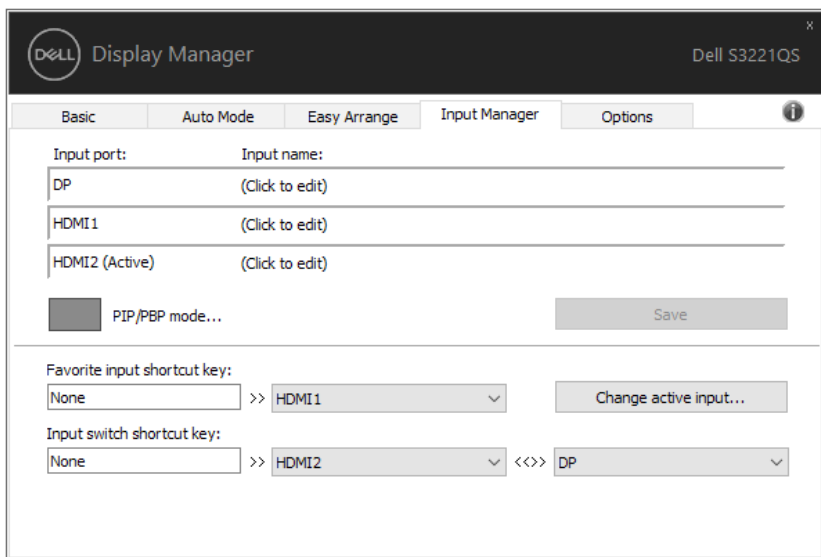 x
DELL Display Manager Dell S3221QS
Basic Auto Mode Easy Arrange Input Manager Options i
Input port: Input name:
DP (Click to edit)
HDMI1 (Click to edit)
HDMI2 (Active) (Click to edit)
PIP/PBP mode... Save
Favorite input shortcut key:
None >> HDMI1 Change active input...
Input switch shortcut key:
None >> HDMI2 <<>> DP